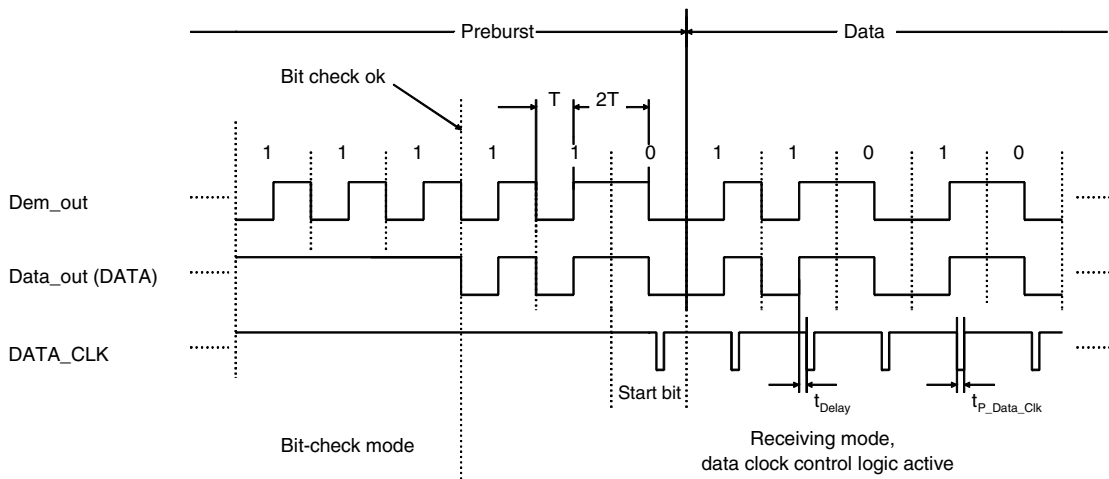 Preburst Data
Bit check ok
T 2T
1 1 1 1 1 0 1 1 0 1 0
Dem_out
Data_out (DATA)
DATA_CLK
Start bit
tDelay tP_Data_Clk
Bit-check mode
Receiving mode,
data clock control logic active